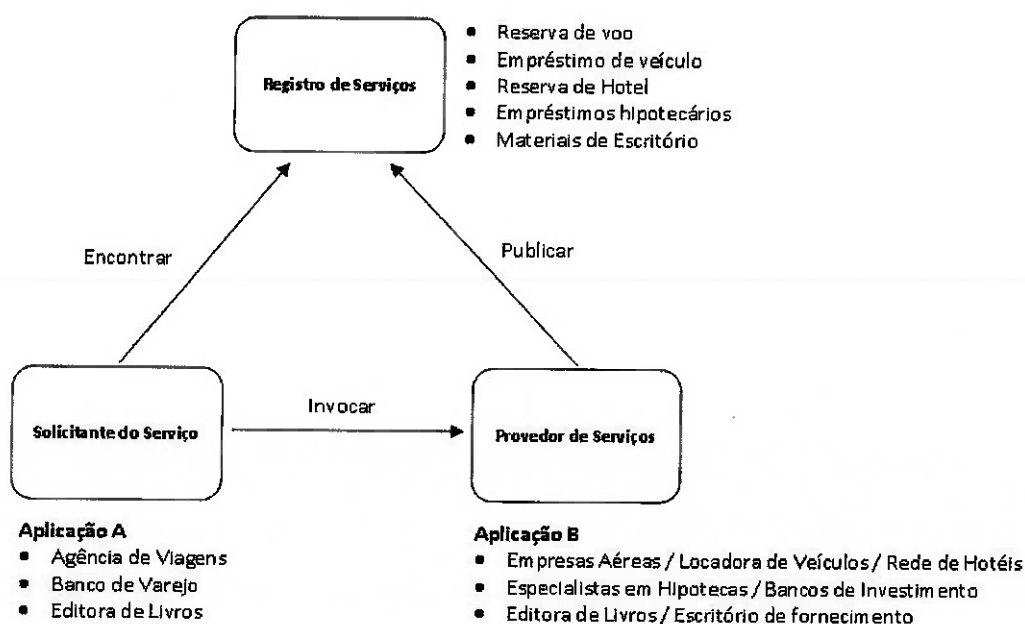 Registro de Serviços
• Reserva de voo
• Empréstimo de veículo
• Reserva de Hotel
• Empréstimos hipotecários
• Materiais de Escritório
Encontrar
Publicar
Solicitante do Serviço
Invocar
Provedor de Serviços
Aplicação A
• Agência de Viagens
• Banco de Varejo
• Editora de Livros
Aplicação B
• Empresas Aéreas / Locadora de Veículos / Rede de Hotéis
• Especialistas em Hipotecas / Bancos de Investimento
• Editora de Livros / Escritório de fornecimento